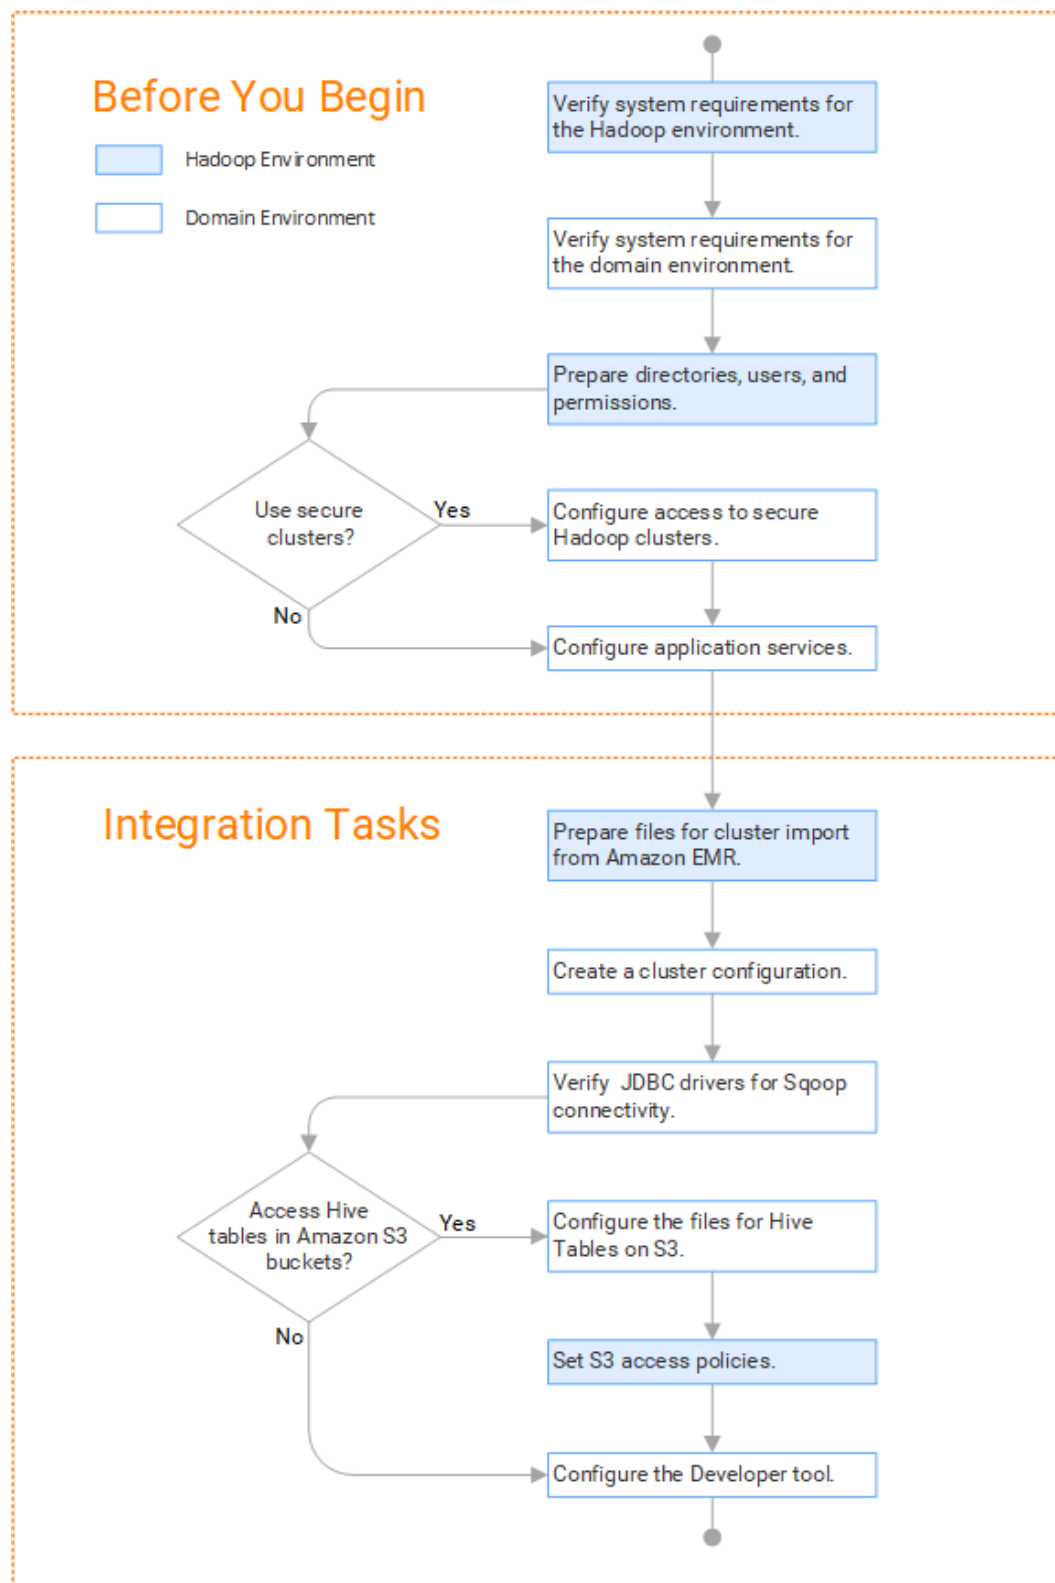 Before You Begin
Hadoop Environment
Domain Environment
Verify system requirements for
the Hadoop environment.
Verify system requirements for
the domain environment.
Prepare directories, users, and
permissions.
Use secure
clusters?
Yes
No
Configure access to secure
Hadoop clusters.
Configure application services.
Integration Tasks
Prepare files for cluster import
from Amazon EMR.
Create a cluster configuration.
Verify JDBC drivers for Sqoop
connectivity.
Access Hive
tables in Amazon S3
buckets?
Yes
No
Configure the files for Hive
Tables on S3.
Set S3 access policies.
Configure the Developer tool.